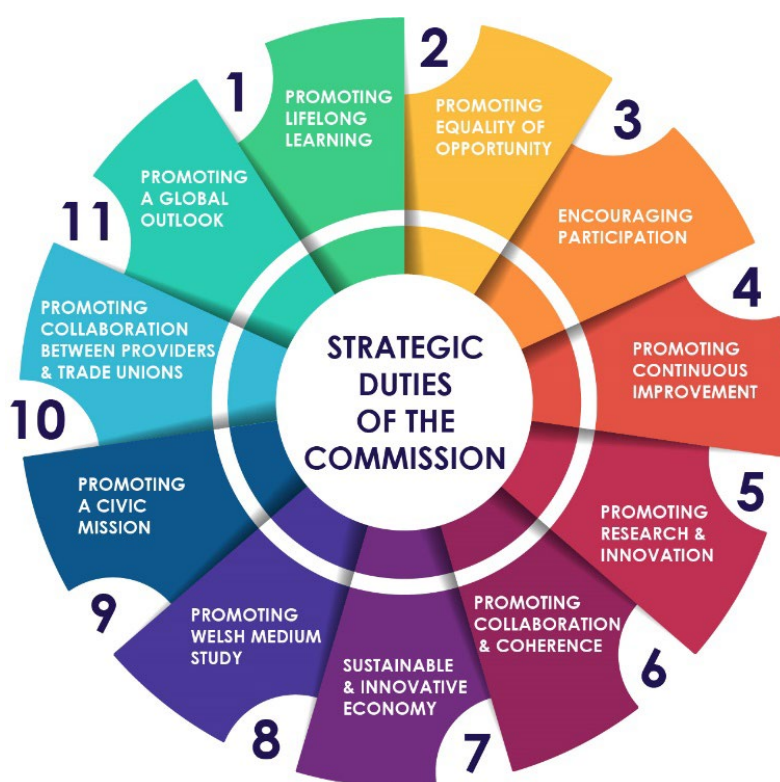 STRATEGIC
DUTIES
OF THE
COMMISSION
1
PROMOTING
LIFELONG
LEARNING
2
PROMOTING
EQUALITY OF
OPPORTUNITY
3
ENCOURAGING
PARTICIPATION
4
PROMOTING
CONTINUOUS
IMPROVEMENT
5
PROMOTING
RESEARCH &
INNOVATION
6
PROMOTING
COLLABORATION
& COHERENCE
7
SUSTAINABLE
& INNOVATIVE
ECONOMY
8
PROMOTING
WELSH MEDIUM
STUDY
9
PROMOTING
A CIVIC
MISSION
10
PROMOTING
COLLABORATION
BETWEEN PROVIDERS
& TRADE UNIONS
11
PROMOTING
A GLOBAL
OUTLOOK